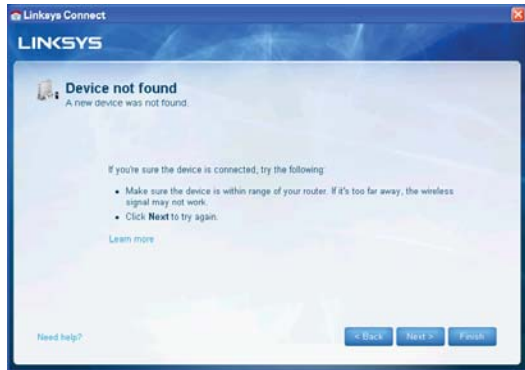 Linksys Connect
LINKSYS
Device not found
A new device was not found.
If you're sure the device is connected, try the following:
• Make sure the device is within range of your router. If it's too far away, the wireless
signal may not work.
• Click Next to try again.
Learn more
Need help?
< Back Next > Finish